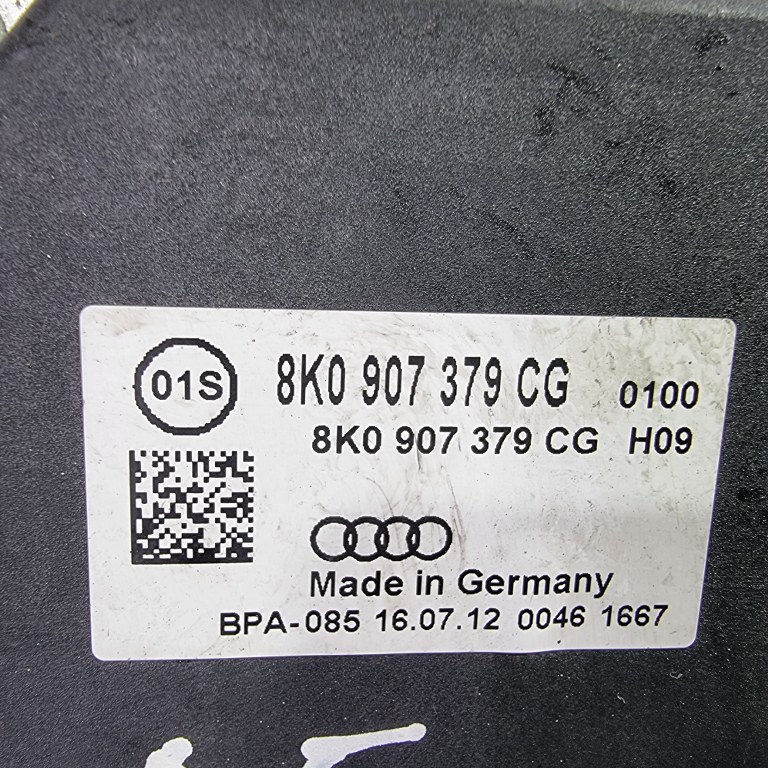 01S 8K0 907 379 CG 0100
8K0 907 379 CG H09
Made in Germany
BPA-085 16.07.12 0046 1667